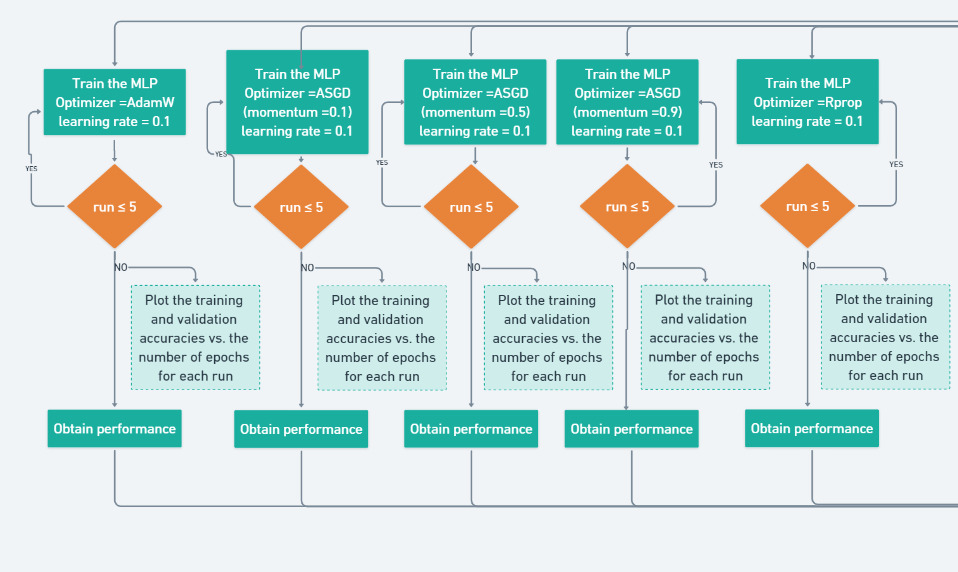 Train the MLP
Optimizer =AdamW
learning rate = 0.1
Train the MLP
Optimizer =ASGD
(momentum =0.1)
learning rate = 0.1
Train the MLP
Optimizer =ASGD
(momentum =0.5)
learning rate = 0.1
Train the MLP
Optimizer =ASGD
(momentum =0.9)
learning rate = 0.1
Train the MLP
Optimizer =Rprop
learning rate = 0.1
YES
YES
YES
YES
YES
run ≤ 5
run ≤ 5
run ≤ 5
run ≤ 5
run ≤ 5
NO
NO
NO
NO
NO
Plot the training
and validation
accuracies vs. the
number of epochs
for each run
Plot the training
and validation
accuracies vs. the
number of epochs
for each run
Plot the training
and validation
accuracies vs. the
number of epochs
for each run
Plot the training
and validation
accuracies vs. the
number of epochs
for each run
Plot the training
and validation
accuracies vs. the
number of epochs
for each run
Obtain performance
Obtain performance
Obtain performance
Obtain performance
Obtain performance